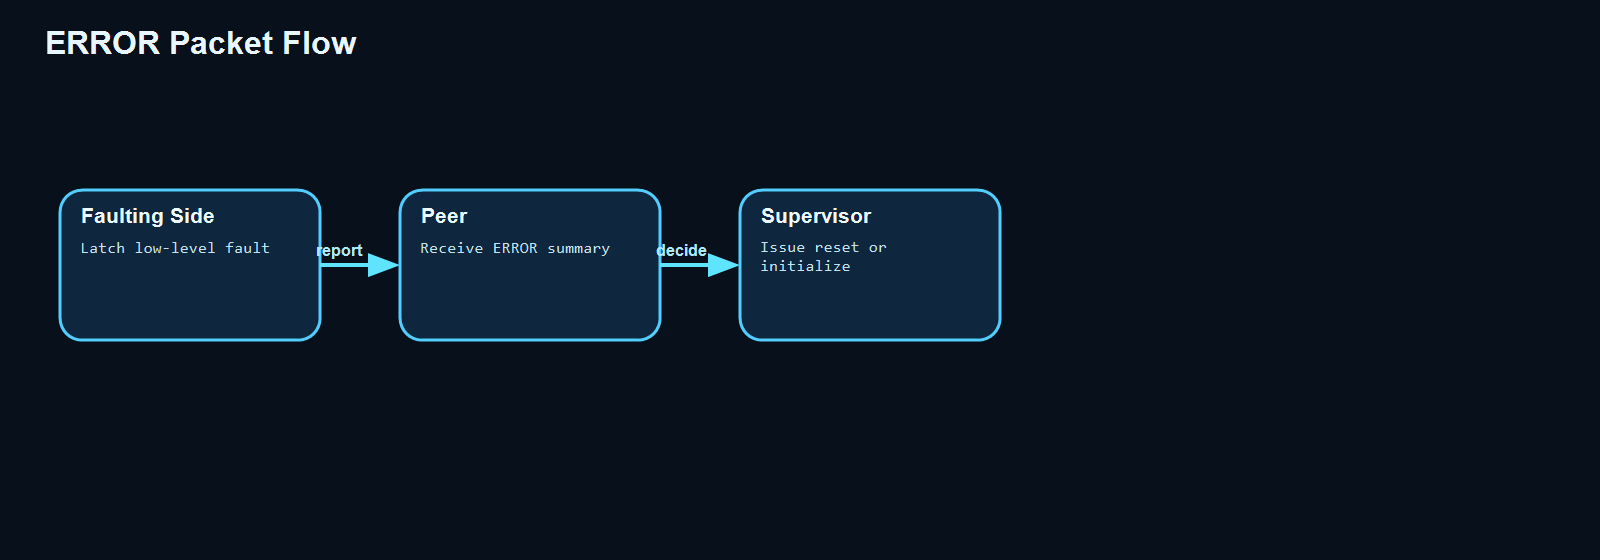 ERROR Packet Flow
Faulting Side
Latch low-level fault
report
Peer
Receive ERROR summary
decide
Supervisor
Issue reset or
initialize